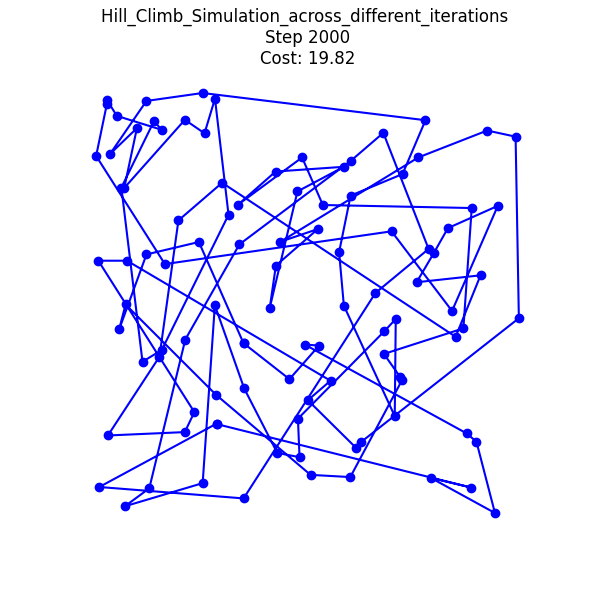 Hill_Climb_Simulation_across_different_iterations
Step 2000
Cost: 19.82